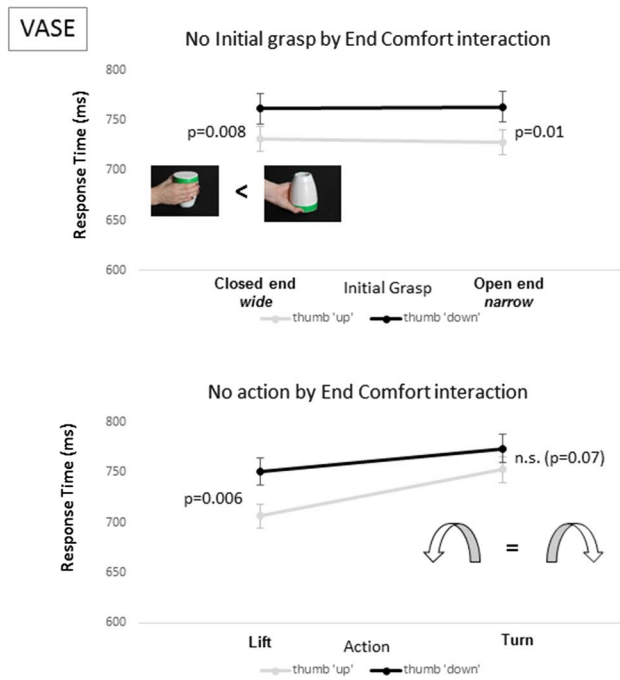 VASE
No Initial grasp by End Comfort interaction
Response Time (ms)
800
750
700
650
600
p=0.008
p=0.01
<
Closed end
wide
Initial Grasp
Open end
narrow
thumb 'up'
thumb 'down'
No action by End Comfort interaction
Response Time (ms)
800
750
700
650
600
p=0.006
n.s. (p=0.07)
=
Lift
Action
Turn
thumb 'up'
thumb 'down'